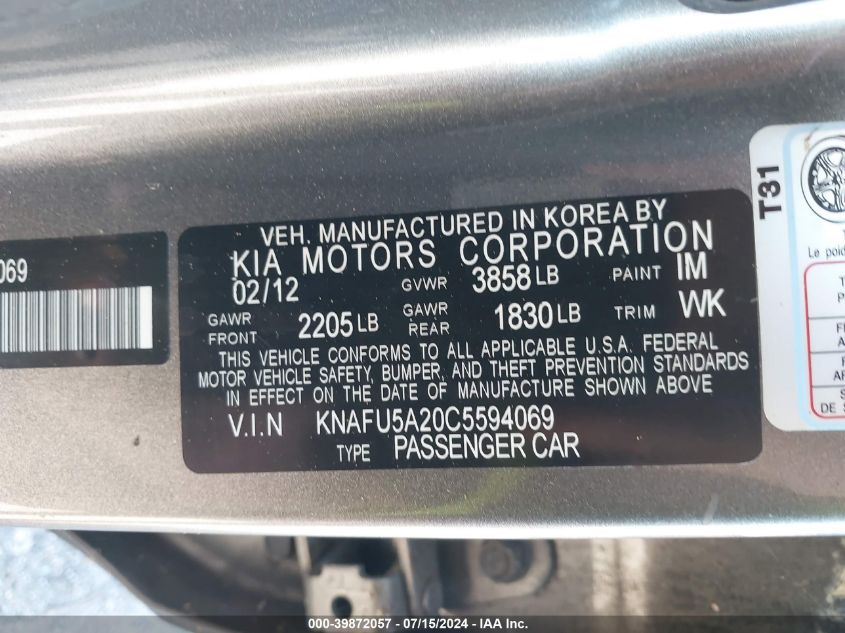 VEH. MANUFACTURED IN KOREA BY
KIA MOTORS CORPORATION
02/12 GVWR 3858 LB PAINT IM
GAWR FRONT 2205 LB GAWR REAR 1830 LB TRIM WK
THIS VEHICLE CONFORMS TO ALL APPLICABLE U.S.A. FEDERAL
MOTOR VEHICLE SAFETY, BUMPER, AND THEFT PREVENTION STANDARDS
IN EFFECT ON THE DATE OF MANUFACTURE SHOWN ABOVE
V.I.N KNAFU5A20C5594069
TYPE PASSENGER CAR
069
T31
Le poid
DE S
000-39872057 - 07/15/2024 - IAA Inc.